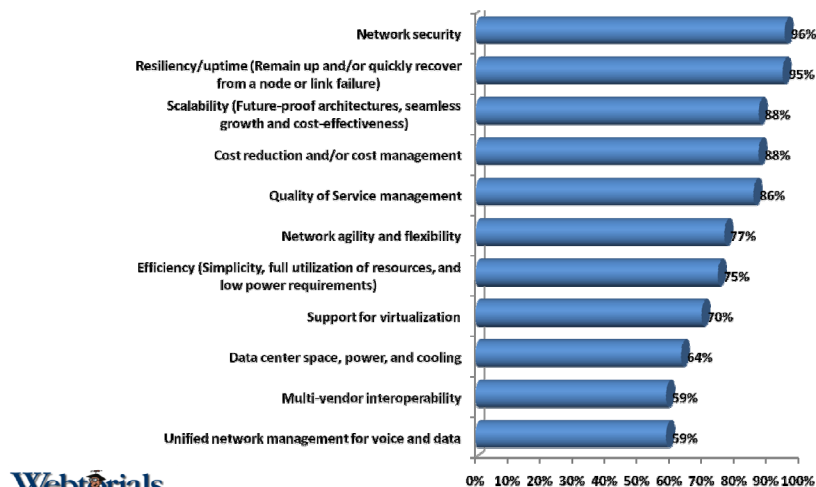 Network security
96%
Resiliency/uptime (Remain up and/or quickly recover
from a node or link failure)
95%
Scalability (Future-proof architectures, seamless
growth and cost-effectiveness)
88%
Cost reduction and/or cost management
88%
Quality of Service management
86%
Network agility and flexibility
77%
Efficiency (Simplicity, full utilization of resources, and
low power requirements)
75%
Support for virtualization
70%
Data center space, power, and cooling
64%
Multi-vendor interoperability
59%
Unified network management for voice and data
59%
0% 10% 20% 30% 40% 50% 60% 70% 80% 90% 100%
Webtorials